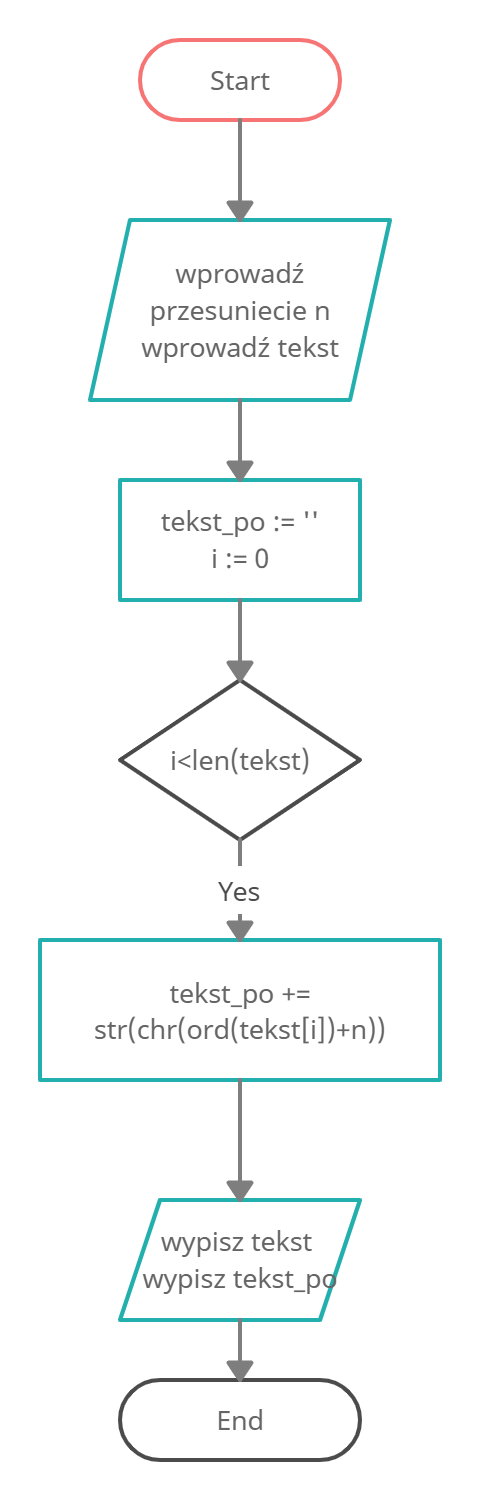 Start
wprowadź
przesuniecie n
wprowadź tekst
tekst_po := ''
i := 0
i<len(tekst)
Yes
tekst_po +=
str(chr(ord(tekst[i])+n))
wypisz tekst
wypisz tekst_po
End